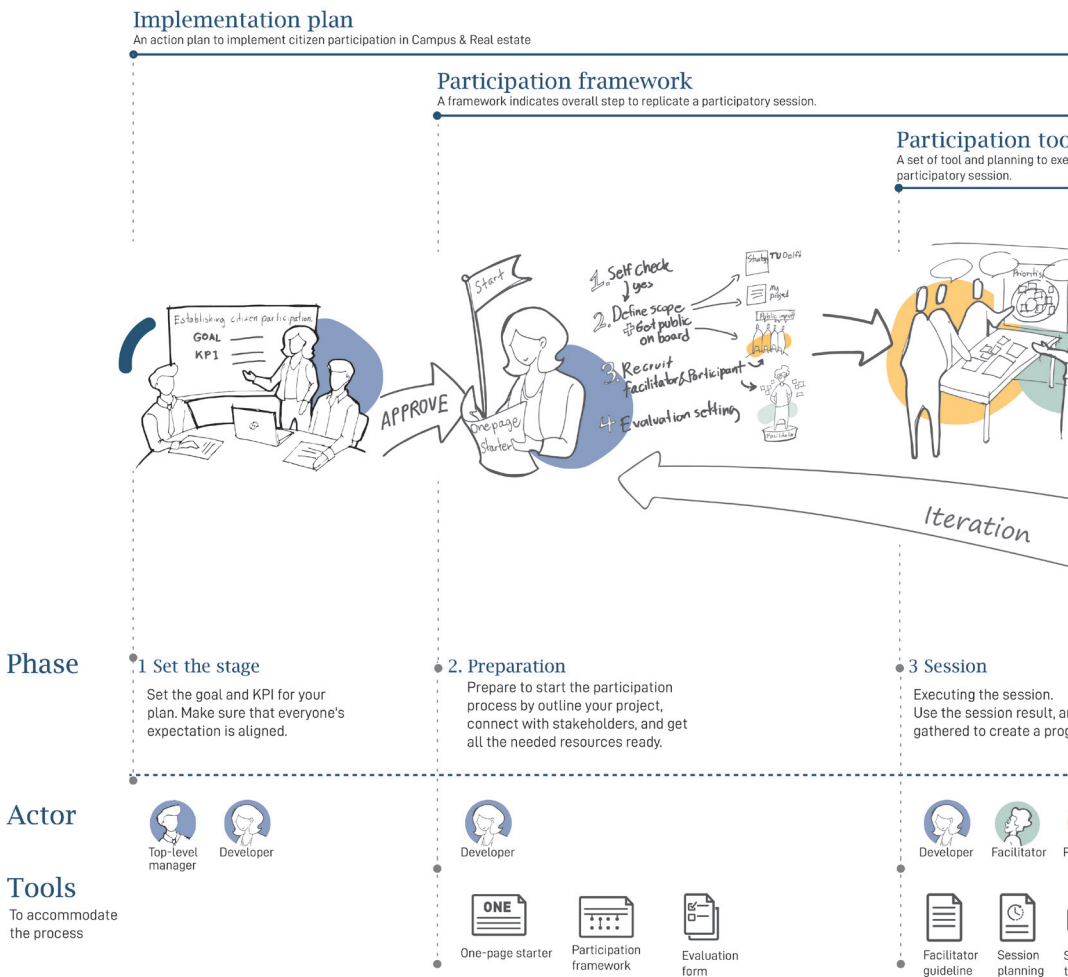 Implementation plan
An action plan to implement citizen participation in Campus & Real estate
Participation framework
A framework indicates overall step to replicate a participatory session.
Participation too
A set of tool and planning to exe
participatory session.
Establishing citizen participation
GOAL
KPI
APPROVE
Start
One page
Starter
1. Self check
yes
2. Define scope
+ Get public
on board
3. Recruit
facilitator & Participant
4 Evaluation setting
TU Delft
my
project
Prioritis
Iteration
Phase
1 Set the stage
Set the goal and KPI for your
plan. Make sure that everyone's
expectation is aligned.
2. Preparation
Prepare to start the participation
process by outline your project,
connect with stakeholders, and get
all the needed resources ready.
3 Session
Executing the session.
Use the session result, a
gathered to create a prog
Actor
Top-level
manager
Developer
Developer
Developer
Facilitator
Tools
To accommodate
the process
ONE
One-page starter
Participation
framework
Evaluation
form
Facilitator
guideline
Session
planning